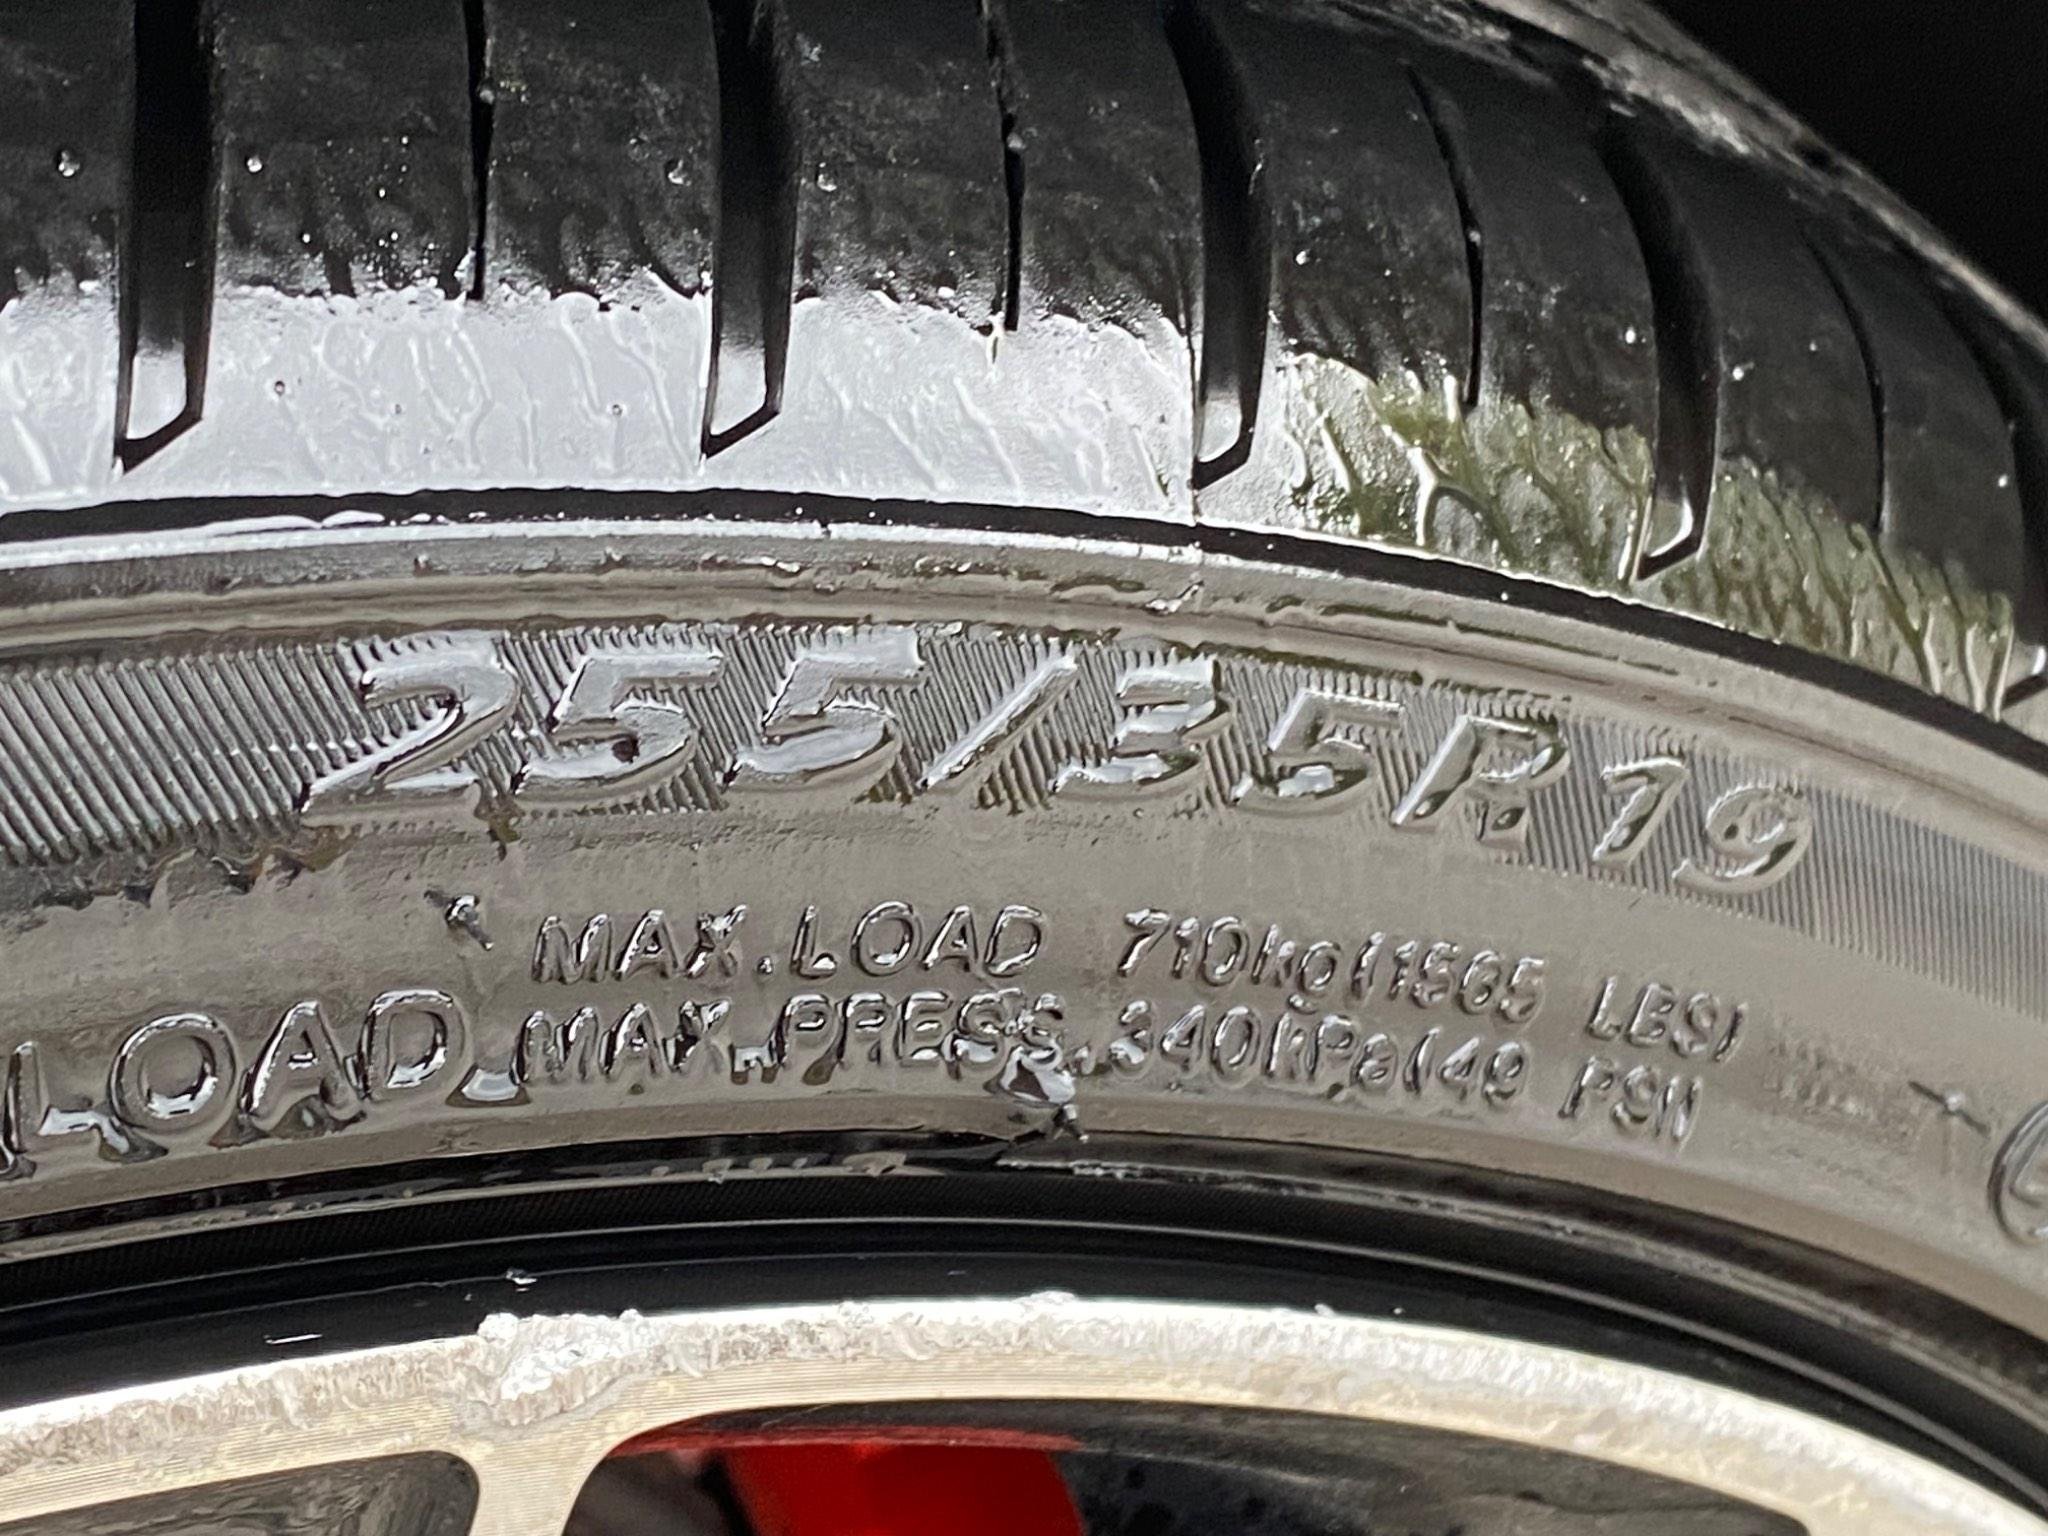 255/35R19
MAX.LOAD 710kg(1565 LBS)
LOAD MAX.PRESS.340kPa(49 PSI)